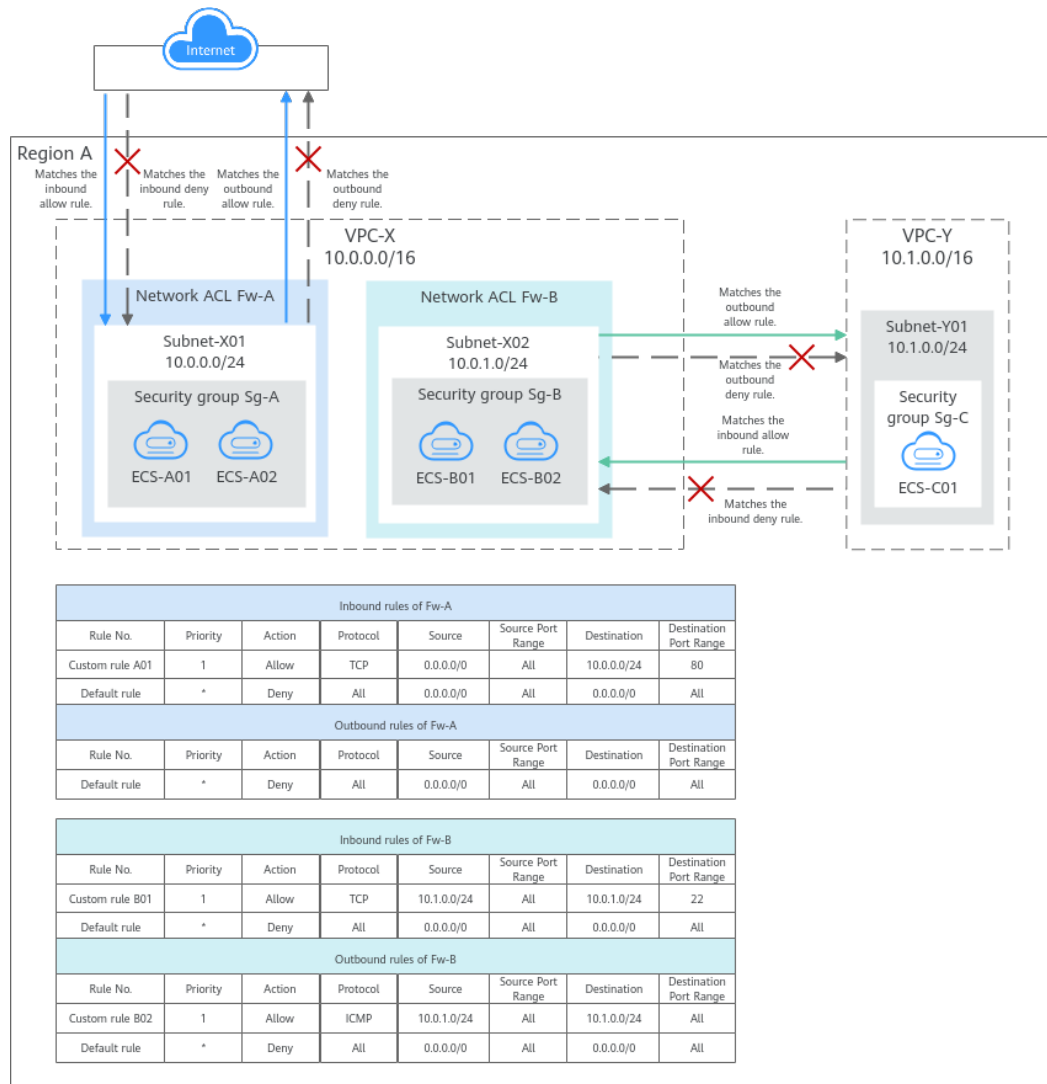 Internet
Region A
Matches the
inbound
allow rule.
Matches the
inbound deny
rule.
Matches the
outbound
allow rule.
Matches the
outbound
deny rule.
VPC-X
10.0.0.0/16
VPC-Y
10.1.0.0/16
Network ACL Fw-A
Subnet-X01
10.0.0.0/24
Security group Sg-A
ECS-A01
ECS-A02
Network ACL Fw-B
Subnet-X02
10.0.1.0/24
Security group Sg-B
ECS-B01
ECS-B02
Matches the
outbound
allow rule.
Matches the
outbound
deny rule.
Matches the
inbound allow
rule.
Matches the
inbound deny rule.
Subnet-Y01
10.1.0.0/24
Security
group Sg-C
ECS-C01
Inbound rules of Fw-A
Rule No. Priority Action Protocol Source Source Port Range Destination Destination Port Range
Custom rule A01 1 Allow TCP 0.0.0.0/0 All 10.0.0.0/24 80
Default rule * Deny All 0.0.0.0/0 All 0.0.0.0/0 All
Outbound rules of Fw-A
Rule No. Priority Action Protocol Source Source Port Range Destination Destination Port Range
Default rule * Deny All 0.0.0.0/0 All 0.0.0.0/0 All
Inbound rules of Fw-B
Rule No. Priority Action Protocol Source Source Port Range Destination Destination Port Range
Custom rule B01 1 Allow TCP 10.1.0.0/24 All 10.0.1.0/24 22
Default rule * Deny All 0.0.0.0/0 All 0.0.0.0/0 All
Outbound rules of Fw-B
Rule No. Priority Action Protocol Source Source Port Range Destination Destination Port Range
Custom rule B02 1 Allow ICMP 10.0.1.0/24 All 10.1.0.0/24 All
Default rule * Deny All 0.0.0.0/0 All 0.0.0.0/0 All